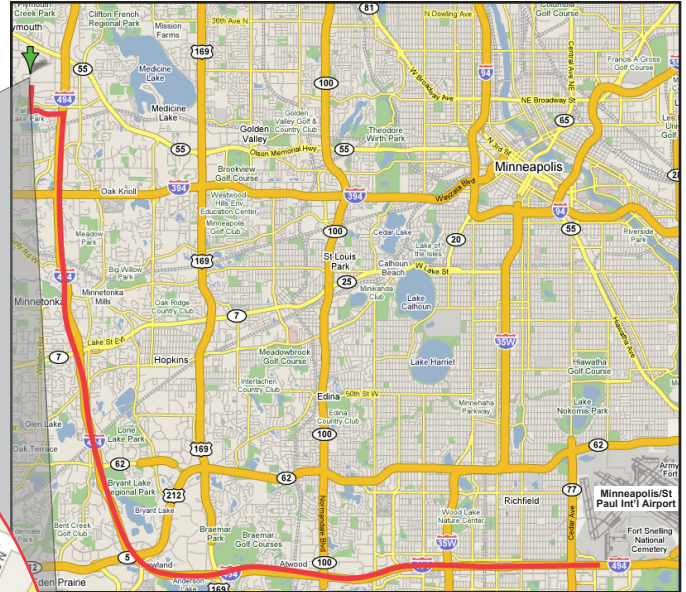 Plymouth
Creek Park
Clifton French
Regional Park
Mission
Farms
36th Ave N
81
N Dowling Ave
Columbia
Golf Course
ymouth
169
55
Medicine
Lake
100
94
W Broadway Ave
Central Ave NE
Francis A Gross
Golf Course
494
Medicine
Lake
NE Broadway St
Lake Park
Golden
Valley
Golden
Valley Golf &
Country Club
Theodore
Wirth Park
65
55
Olson Memorial Hwy
55
N 3rd St
Minneapolis
Brookview
Golf Course
Oak Knoll
394
394
Wayzata Blvd
Westwood
Hills Env
Education Center
Minneapolis
Golf Club
94
Meadow
Park
100
Cedar Lake
55
Riverside
Park
St Louis
Park
Lake of
the Isles
20
169
Calhoun
Beach
W Lake St
Big Willow
Park
494
25
Minikahda
Club
Minnetonka
Minnetonka
Mills
Oak Ridge
Country Club
Lake
Calhoun
7
Hiawatha Ave
Lake St Ext
35W
7
Hopkins
Meadowbrook
Golf Course
Lake Harriet
Hiawatha
Golf Course
Interlachen
Country Club
Edina
50th St W
Minnehaha
Parkway
Lake
Nokomis Park
Edina
Country Club
Glen Lake
Lone
Lake Park
100
494
Oak Terrace
169
62
62
62
Army
Fort
Bryant Lake
Regional Park
212
77
Minneapolis/St
Paul Int'l Airport
Richfield
Bryant Lake
Normandale Blvd
Wood Lake
Nature Center
Cedar Ave
Fort Snelling
National
Cemetery
Bent Creek
Golf Club
Braemar
Park
Braemar
Golf Courses
35W
5
100
Atwood
494
494
494
Eden Prairie
Anderson
Lake
169